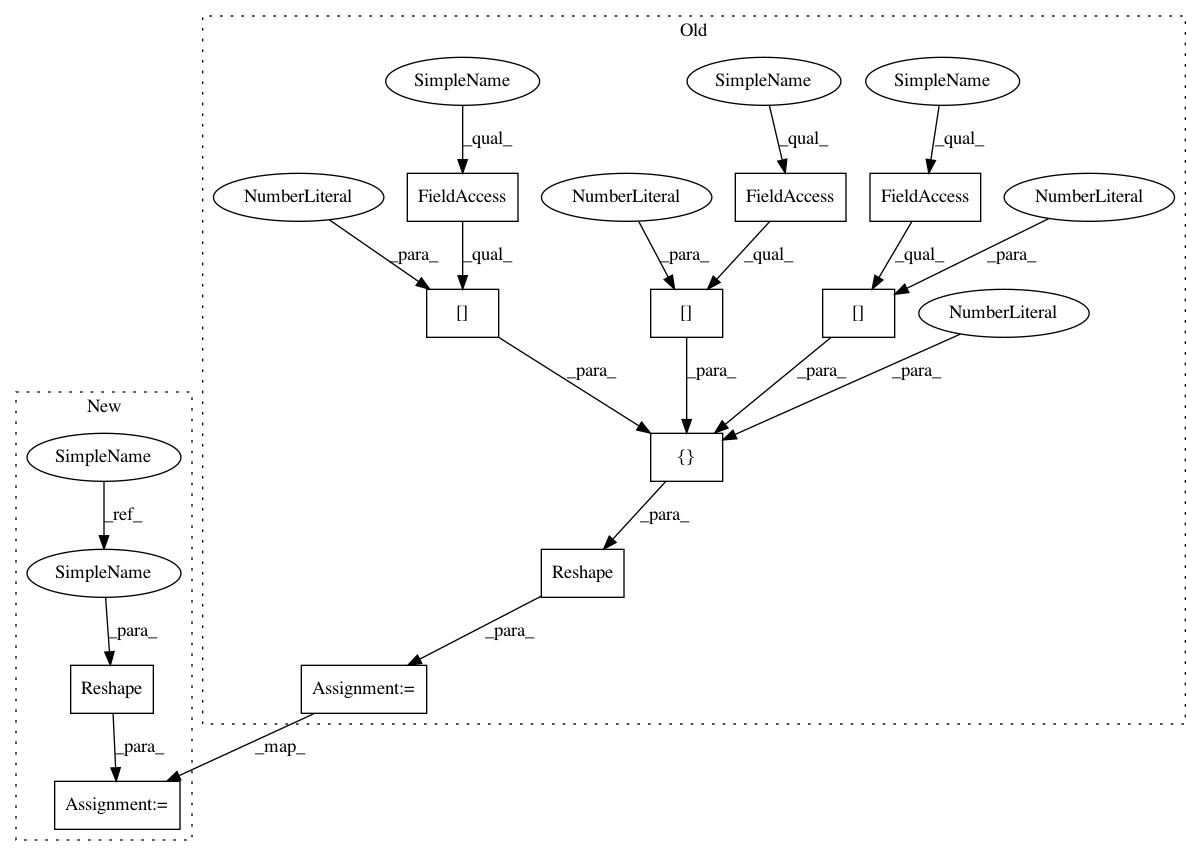 Old
SimpleName
SimpleName
SimpleName
_qual_
_qual_
_qual_
NumberLiteral
FieldAccess
NumberLiteral
FieldAccess
FieldAccess
NumberLiteral
_para_
_qual_
_para_
_qual_
_qual_
_para_
[]
[]
[]
NumberLiteral
_para_
_para_
_para_
_para_
New
SimpleName
{}
_ref_
_para_
SimpleName
Reshape
_para_
_para_
Reshape
Assignment:=
_para_
_map_
Assignment:=